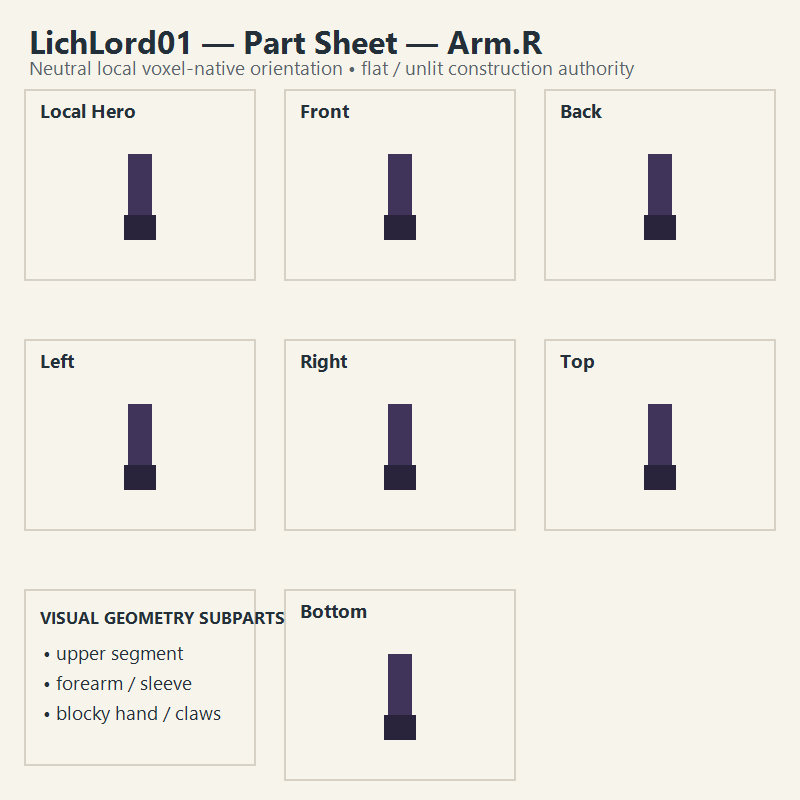 LichLord01 — Part Sheet — Arm.R
Neutral local voxel-native orientation • flat / unlit construction authority
Local Hero
Front
Back
Left
Right
Top
VISUAL GEOMETRY SUBPARTS
• upper segment
• forearm / sleeve
• blocky hand / claws
Bottom